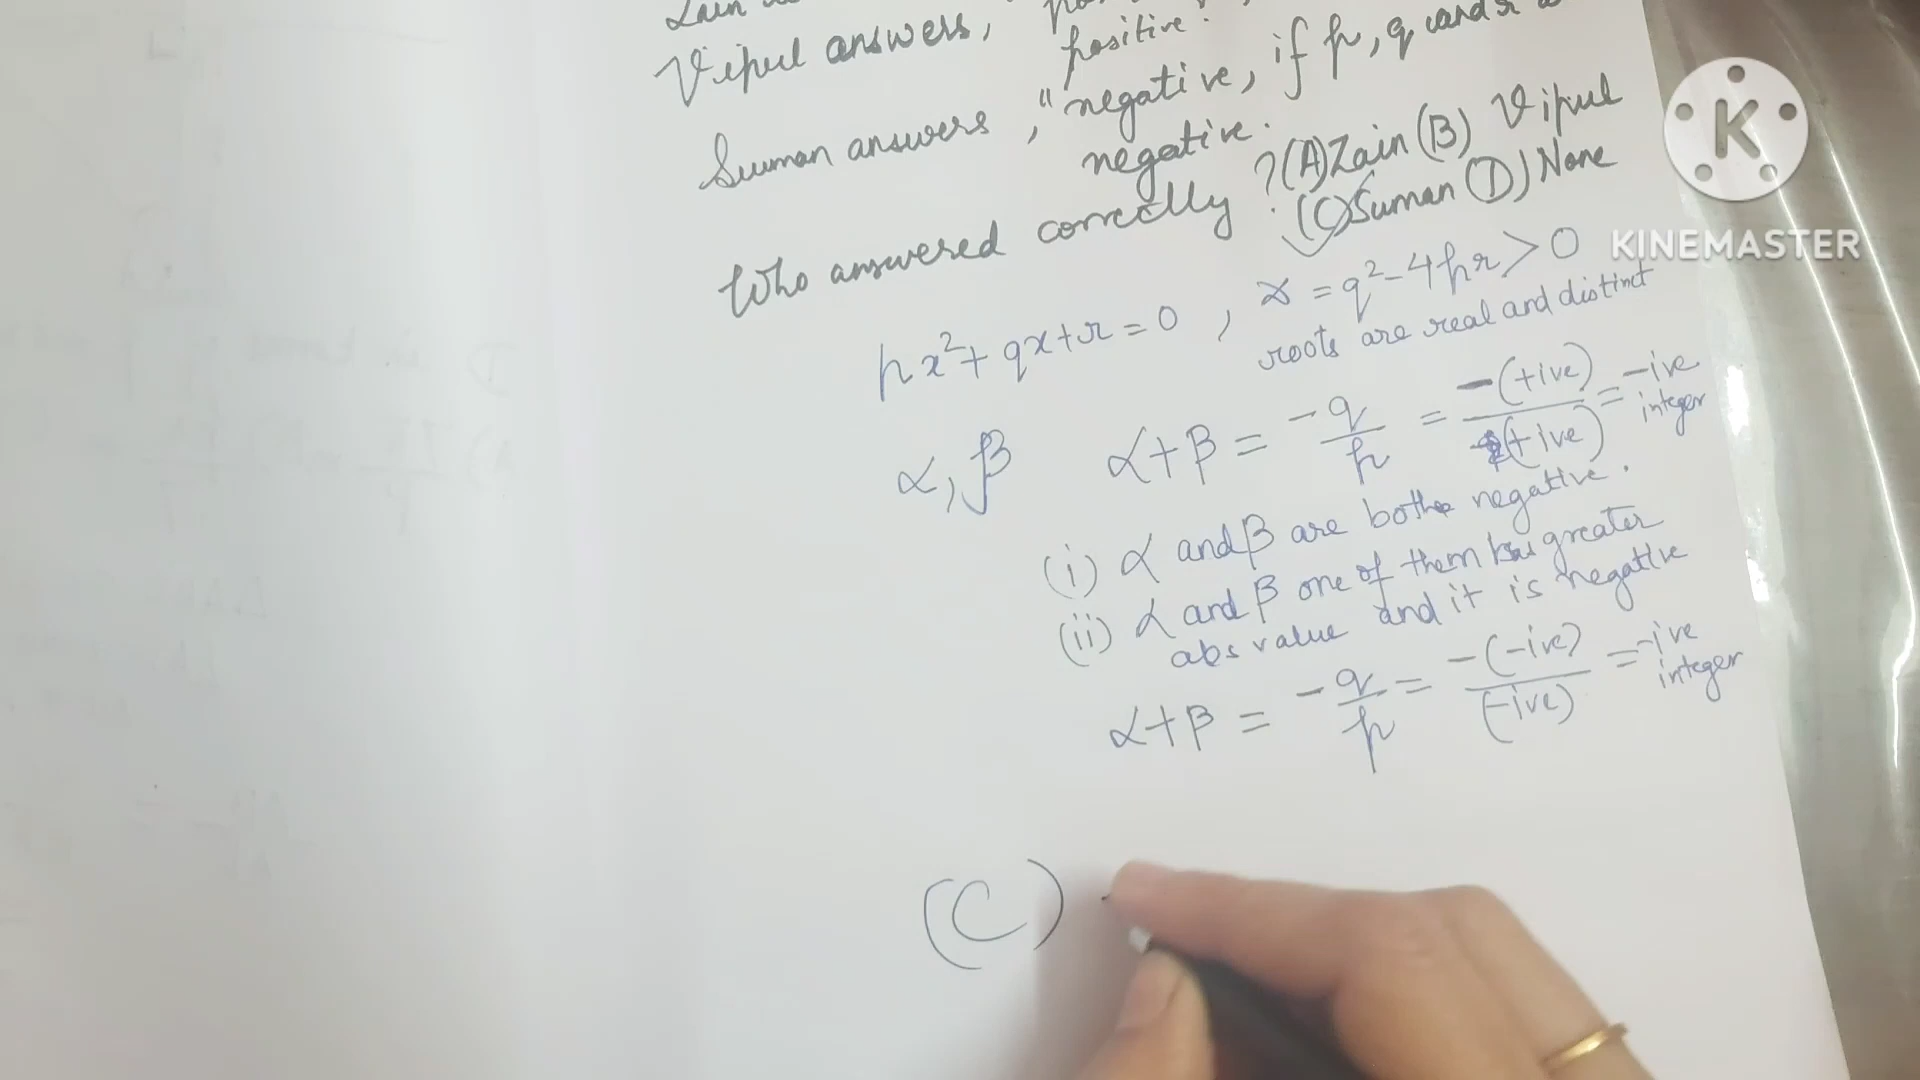 Zain
Vipul answers, "
positive.
Suman answers, "negative, if p, q and r
negative.
Who answered correctly ? (A) Zain (B) Vipul
(C) Suman (D) None
px²+ qx+r = 0 , = q²-4pr > 0
roots are real and distinct
α, β α+β = -q/p = -(+ive)/(+ive) = -ive integer
(i) α and β are both negative.
(ii) α and β one of them has greater
abs value and it is negative
α+β = -q/p = -(-ive)/(-ive) = -ive integer
(C)
K
KINEMASTER